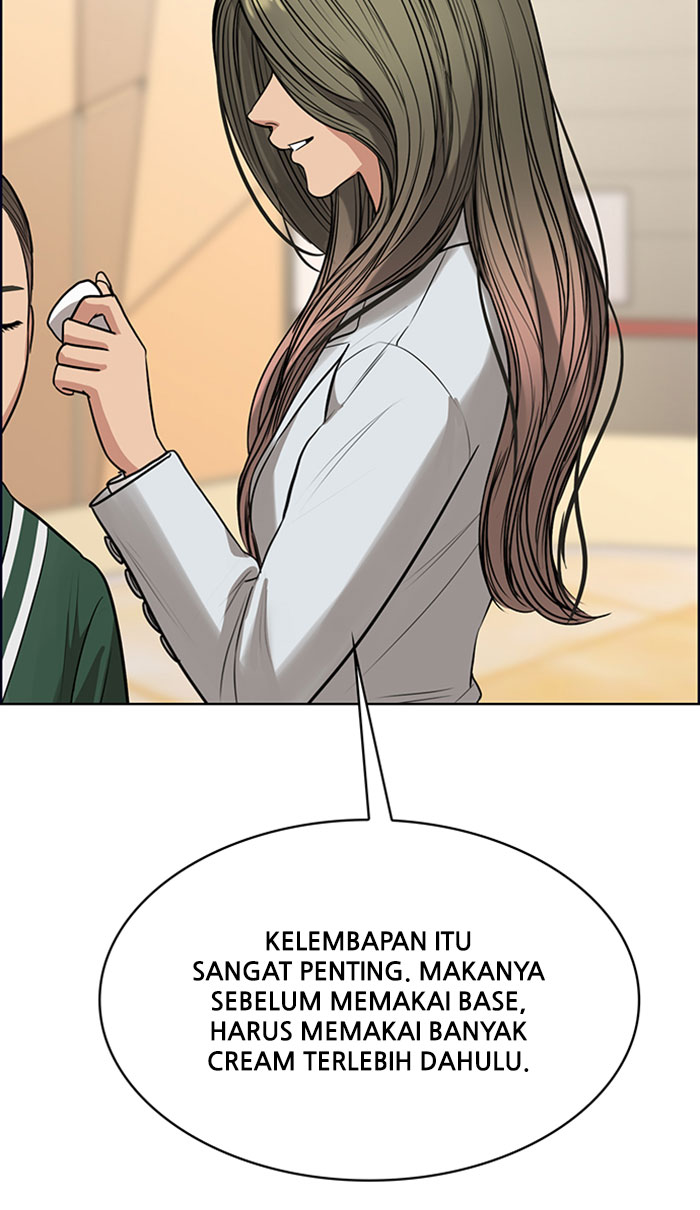 KELEMBAPAN ITU
SANGAT PENTING. MAKANYA
SEBELUM MEMAKAI BASE,
HARUS MEMAKAI BANYAK
CREAM TERLEBIH DAHULU.